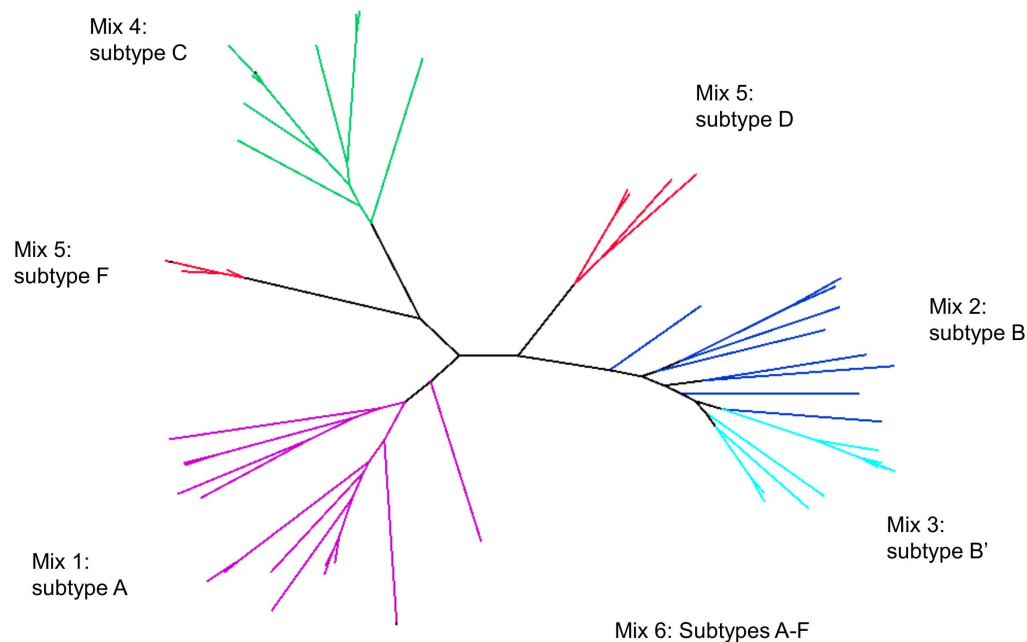 Mix 4:
subtype C
Mix 5:
subtype D
Mix 5:
subtype F
Mix 2:
subtype B
Mix 3:
subtype B’
Mix 1:
subtype A
Mix 6: Subtypes A-F